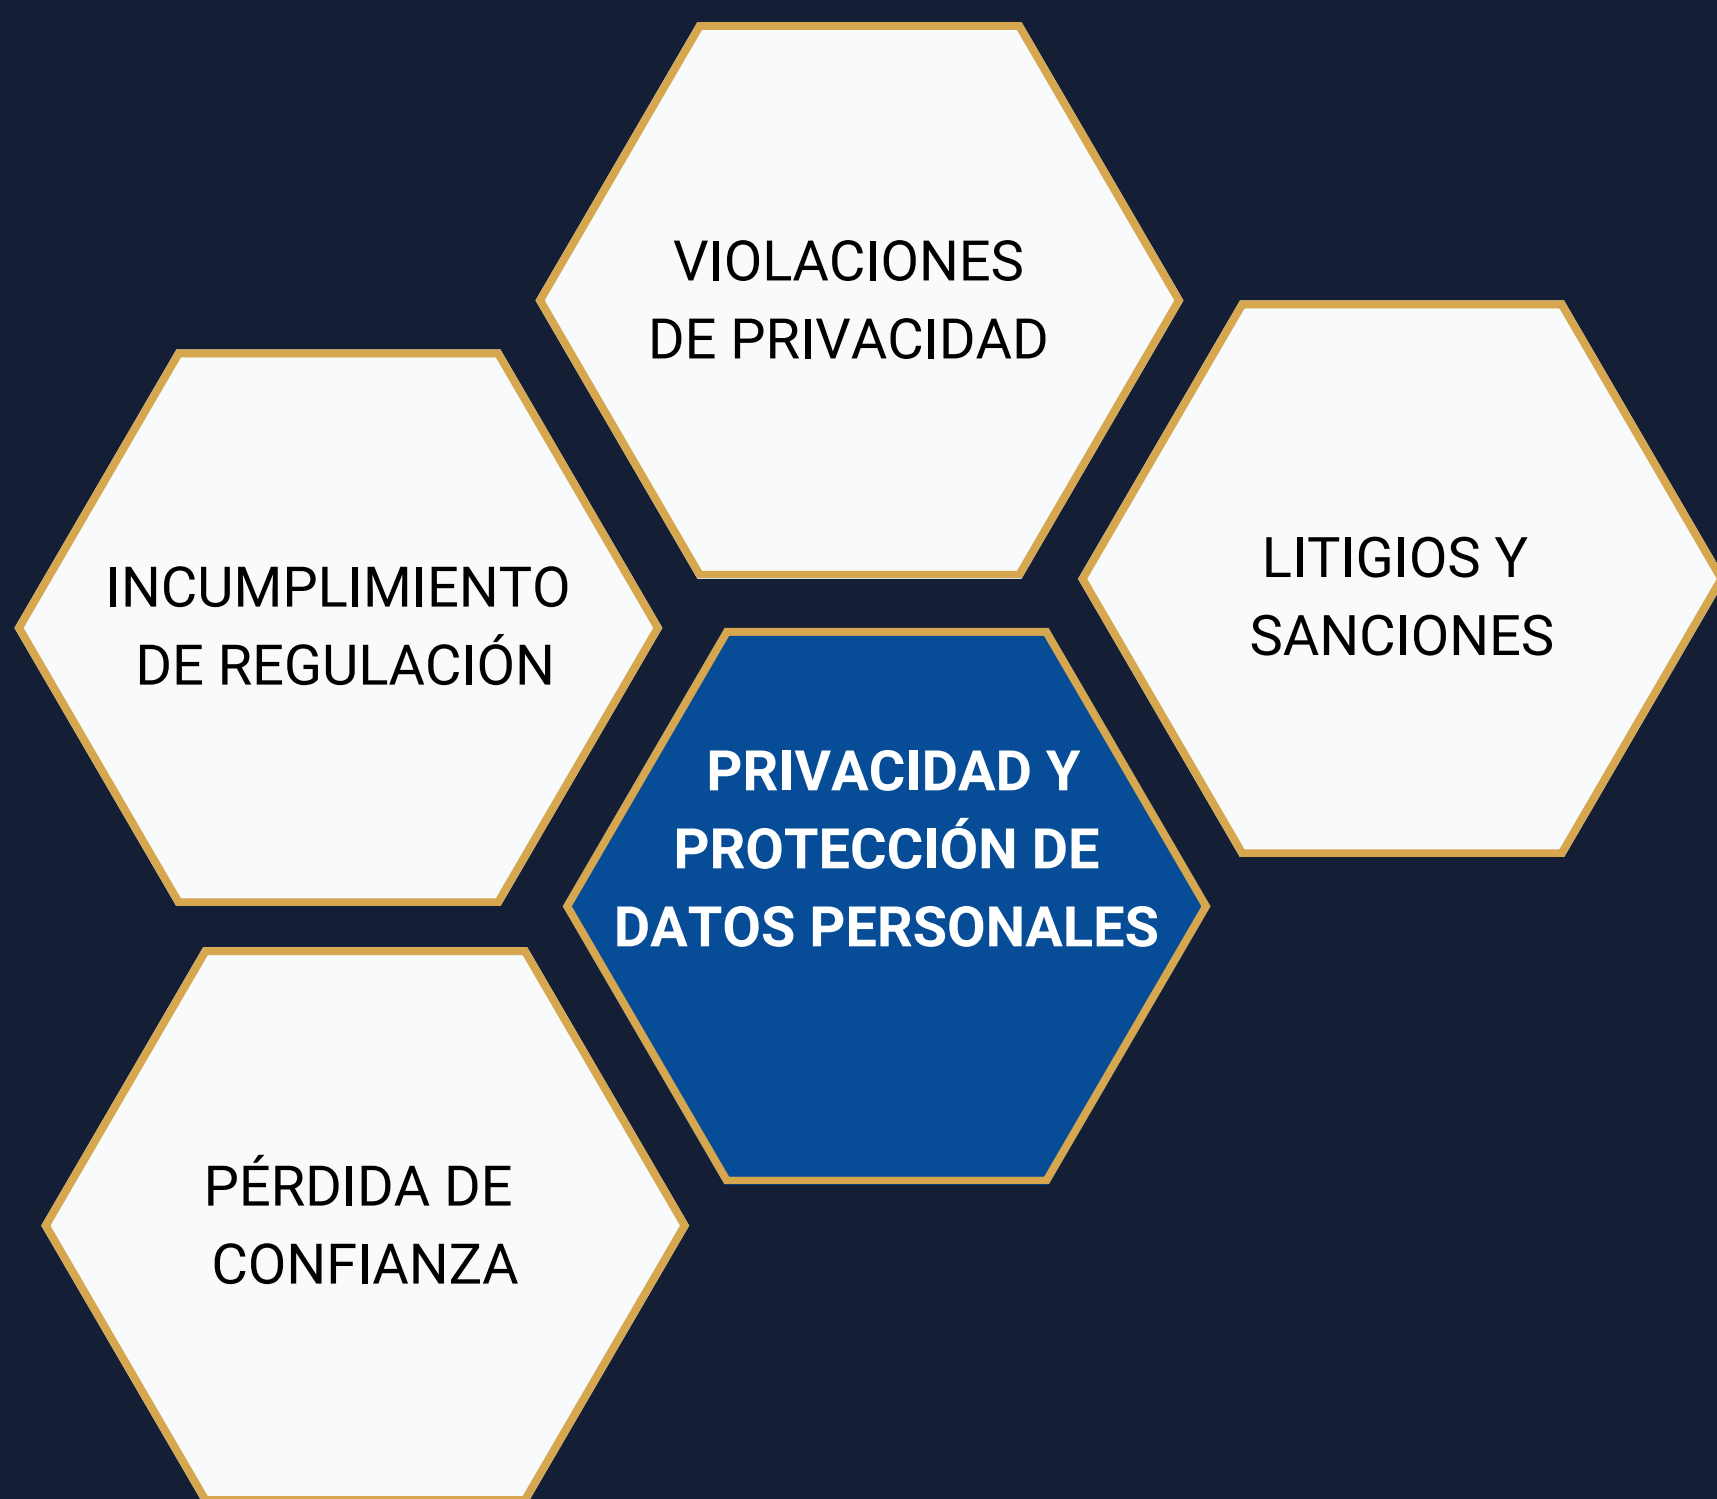 VIOLACIONES
DE PRIVACIDAD
LITIGIOS Y
SANCIONES
INCUMPLIMIENTO
DE REGULACIÓN
PRIVACIDAD Y
PROTECCIÓN DE
DATOS PERSONALES
PÉRDIDA DE
CONFIANZA